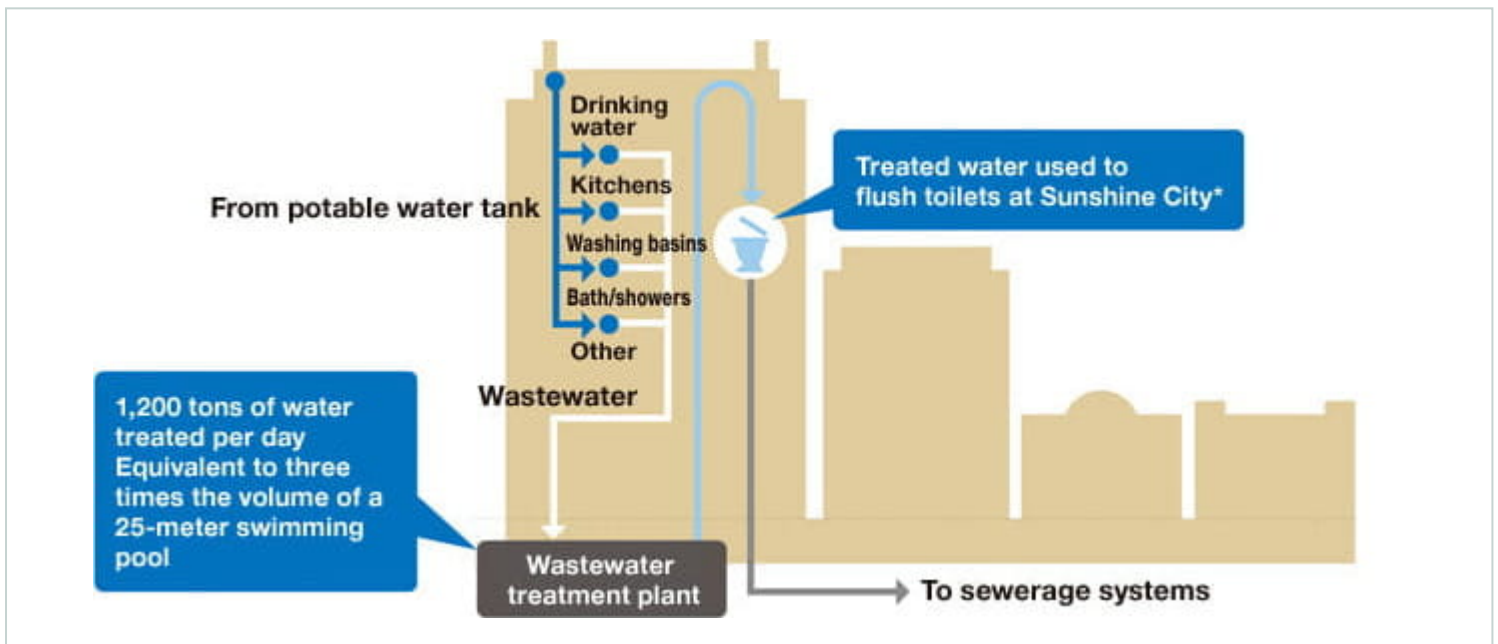 Drinking
water
Kitchens
From potable water tank
Washing basins
Bath/showers
Other
Wastewater
Treated water used to
flush toilets at Sunshine City*
1,200 tons of water
treated per day
Equivalent to three
times the volume of a
25-meter swimming
pool
Wastewater
treatment plant
To sewerage systems